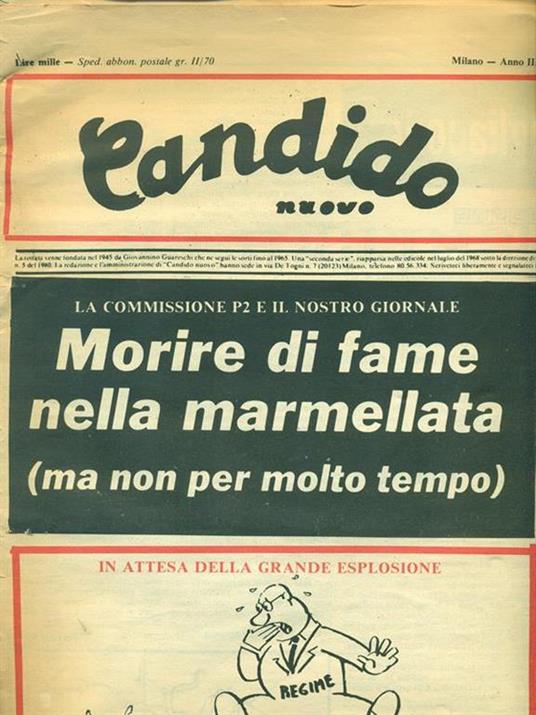 Lire mille — Sped. abbon. postale gr. II/70
Milano — Anno II
Candido
nuovo
La testata venne fondata nel 1945 da Giovannino Guareschi che ne seguì le sorti fino al 1965. Una "seconda serie", riapparsa nelle edicole nel luglio del 1968 sotto la direzione di
n. 5 del 1980. La redazione e l'amministrazione di "Candido nuovo" hanno sede in via De Togni n. 7 (20123) Milano, telefono 80.56.334. Scriveteci liberamente e segnalateci
LA COMMISSIONE P2 E IL NOSTRO GIORNALE
Morire di fame
nella marmellata
(ma non per molto tempo)
IN ATTESA DELLA GRANDE ESPLOSIONE
REGIME